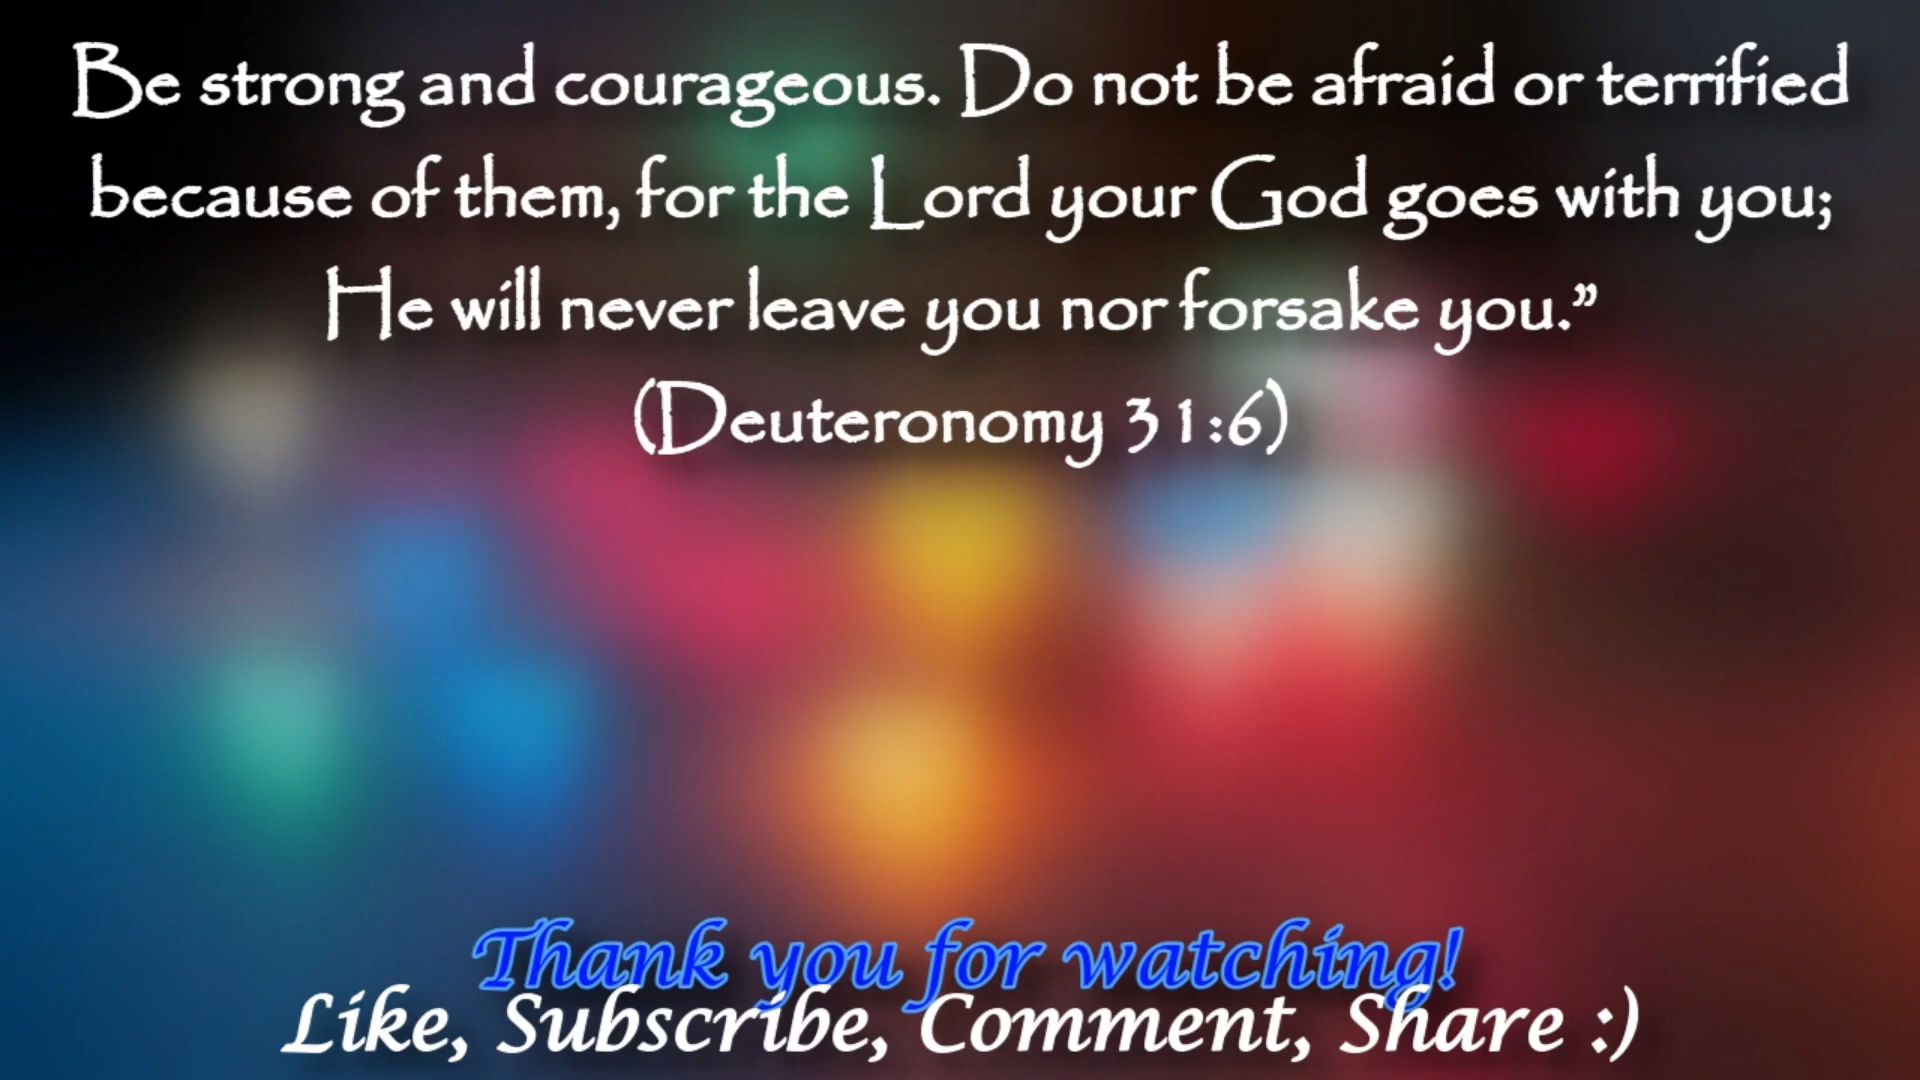 Be strong and courageous. Do not be afraid or terrified
because of them, for the Lord your God goes with you;
He will never leave you nor forsake you.”
(Deuteronomy 31:6)
Thank you for watching!
Like, Subscribe, Comment, Share :)